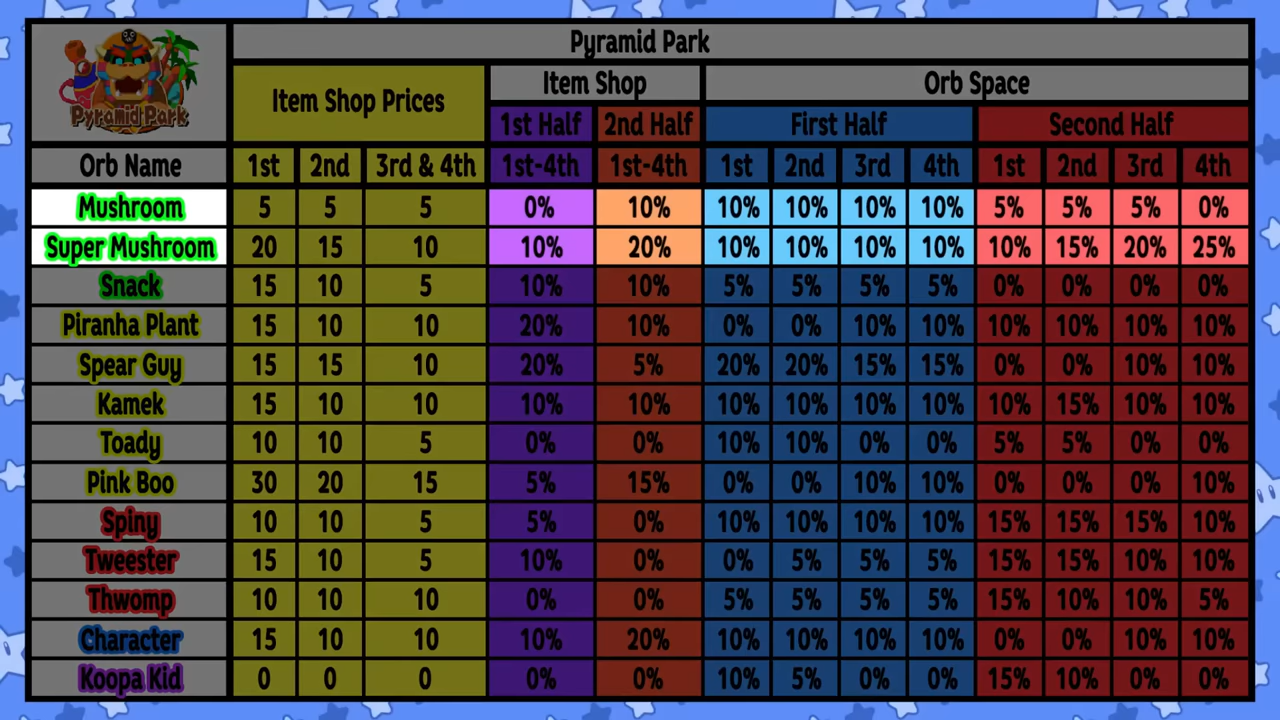 Pyramid Park
Pyramid Park
Item Shop Prices Item Shop Orb Space
1st Half 2nd Half First Half Second Half
Orb Name 1st 2nd 3rd & 4th 1st-4th 1st-4th 1st 2nd 3rd 4th 1st 2nd 3rd 4th
Mushroom 5 5 5 0% 10% 10% 10% 10% 10% 5% 5% 5% 0%
Super Mushroom 20 15 10 10% 20% 10% 10% 10% 10% 10% 15% 20% 25%
Snack 15 10 5 10% 10% 5% 5% 5% 5% 0% 0% 0% 0%
Piranha Plant 15 10 10 20% 10% 0% 0% 10% 10% 10% 10% 10% 10%
Spear Guy 15 15 10 20% 5% 20% 20% 15% 15% 0% 0% 10% 10%
Kamek 15 10 10 10% 10% 10% 10% 10% 10% 10% 15% 10% 10%
Toady 10 10 5 0% 0% 10% 10% 0% 0% 5% 5% 0% 0%
Pink Boo 30 20 15 5% 15% 0% 0% 10% 10% 0% 0% 0% 10%
Spiny 10 10 5 5% 0% 10% 10% 10% 10% 15% 15% 15% 10%
Tweester 15 10 5 10% 0% 0% 5% 5% 5% 15% 15% 10% 10%
Thwomp 10 10 10 0% 0% 5% 5% 5% 5% 15% 10% 10% 5%
Character 15 10 10 10% 20% 10% 10% 10% 10% 0% 0% 10% 10%
Koopa Kid 0 0 0 0% 0% 10% 5% 0% 0% 15% 10% 0% 0%